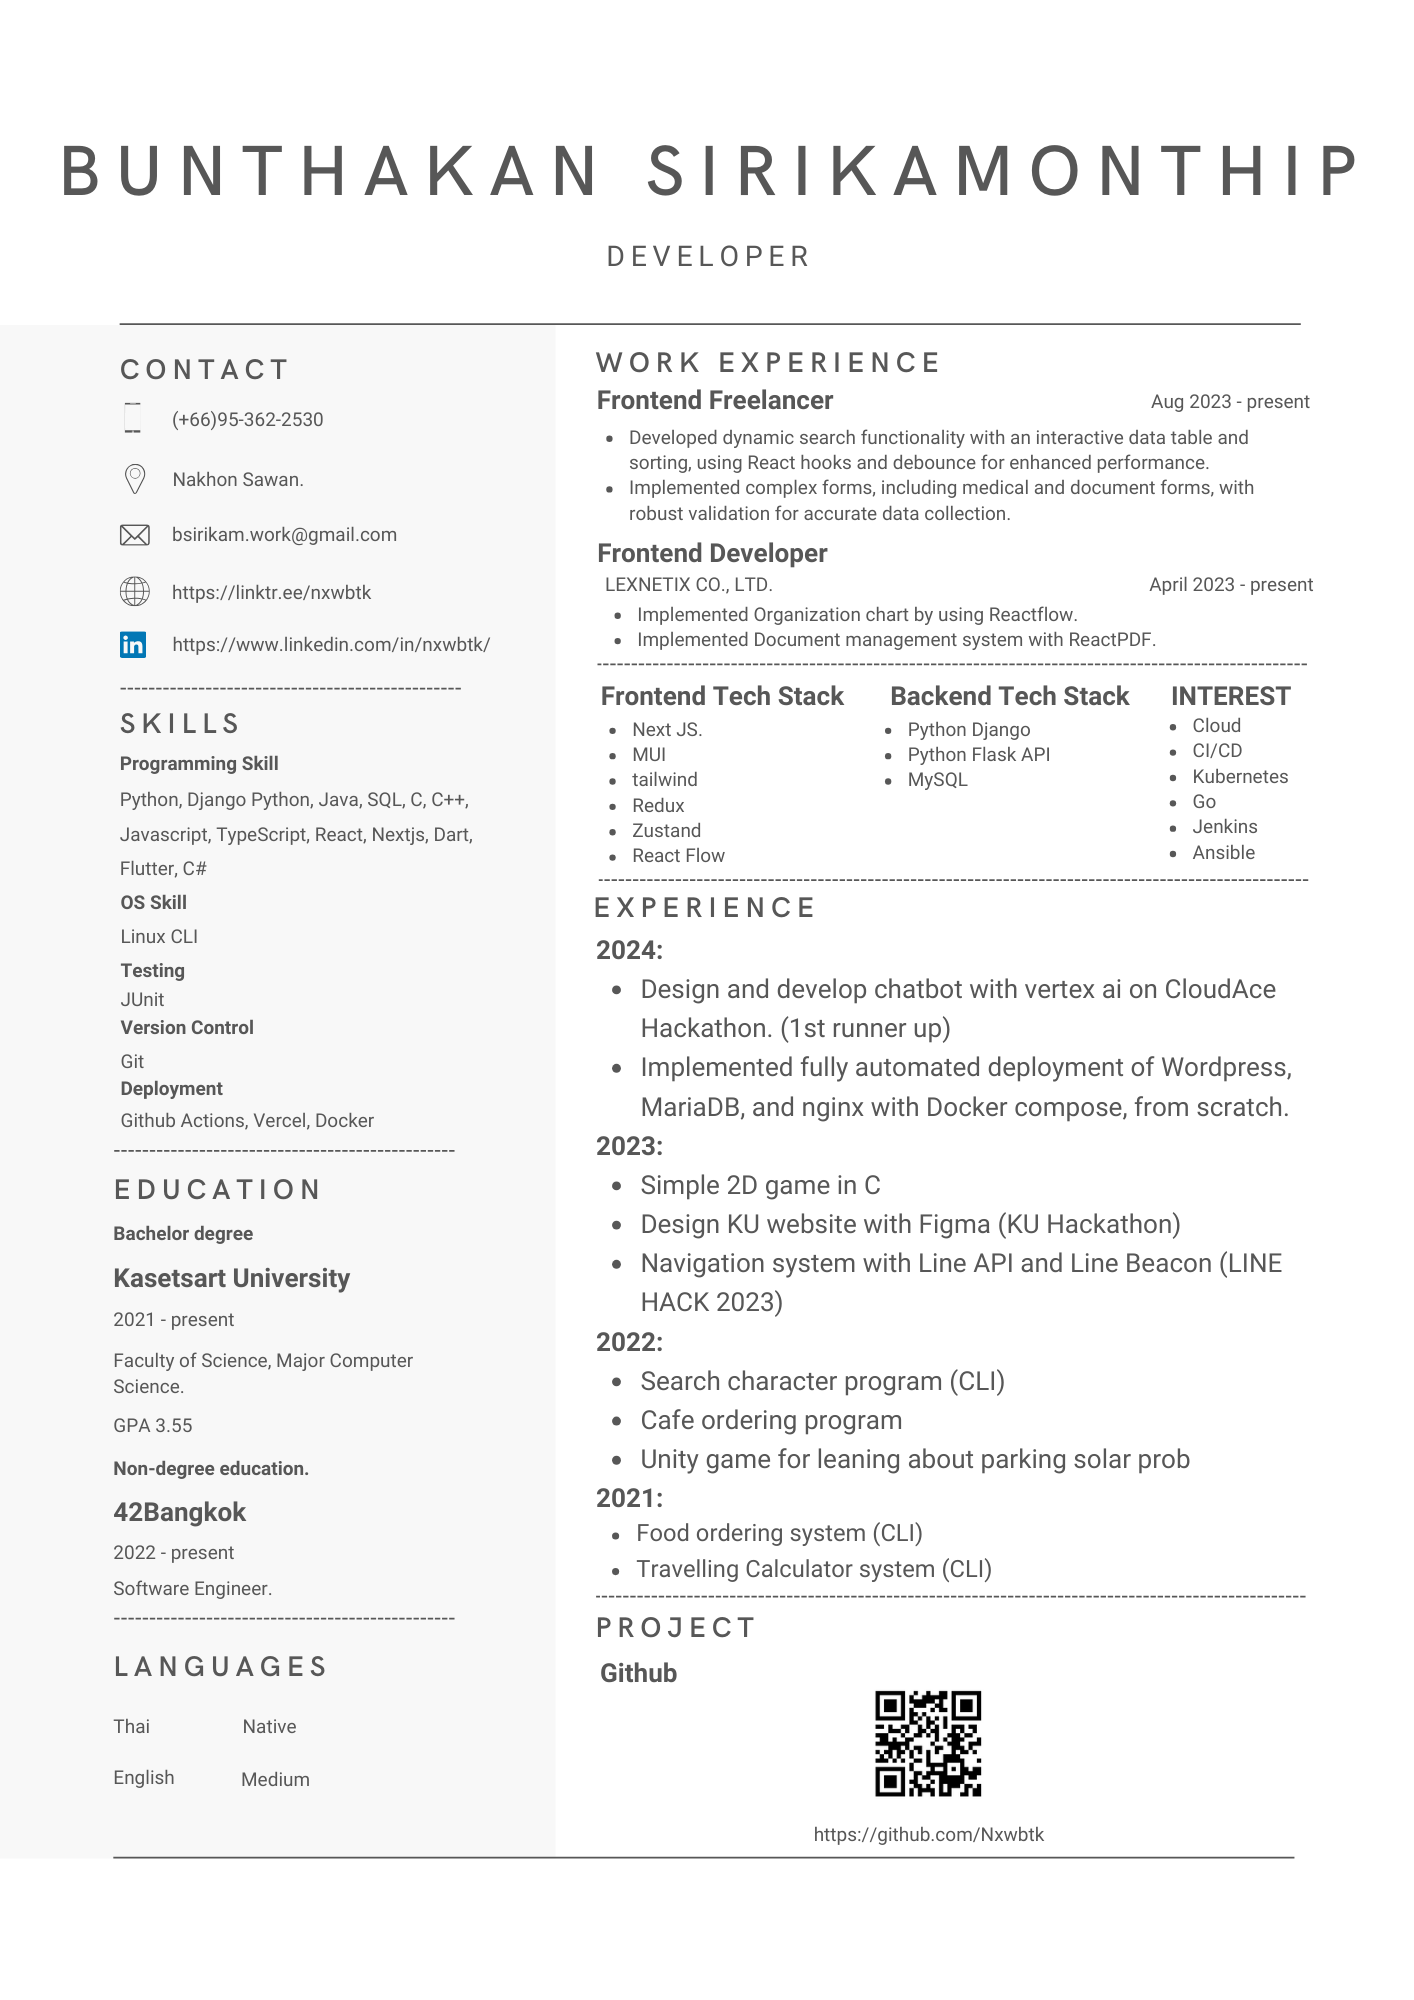 BUNTHAKAN SIRIKAMONTHIP
DEVELOPER
CONTACT
(+66)95-362-2530
Nakhon Sawan.
bsirikam.work@gmail.com
https://linktr.ee/nxwbtk
in https://www.linkedin.com/in/nxwbtk/
------------------------------------------------
SKILLS
Programming Skill
Python, Django Python, Java, SQL, C, C++,
Javascript, TypeScript, React, Nextjs, Dart,
Flutter, C#
OS Skill
Linux CLI
Testing
JUnit
Version Control
Git
Deployment
Github Actions, Vercel, Docker
------------------------------------------------
EDUCATION
Bachelor degree
Kasetsart University
2021 - present
Faculty of Science, Major Computer
Science.
GPA 3.55
Non-degree education.
42Bangkok
2022 - present
Software Engineer.
------------------------------------------------
LANGUAGES
Thai Native
English Medium
WORK EXPERIENCE
Frontend Freelancer Aug 2023 - present
• Developed dynamic search functionality with an interactive data table and
sorting, using React hooks and debounce for enhanced performance.
• Implemented complex forms, including medical and document forms, with
robust validation for accurate data collection.
Frontend Developer
LEXNETIX CO., LTD. April 2023 - present
• Implemented Organization chart by using Reactflow.
• Implemented Document management system with ReactPDF.
----------------------------------------------------------------------------------------------------
Frontend Tech Stack
• Next JS.
• MUI
• tailwind
• Redux
• Zustand
• React Flow
Backend Tech Stack
• Python Django
• Python Flask API
• MySQL
INTEREST
• Cloud
• CI/CD
• Kubernetes
• Go
• Jenkins
• Ansible
----------------------------------------------------------------------------------------------------
EXPERIENCE
2024:
• Design and develop chatbot with vertex ai on CloudAce
Hackathon. (1st runner up)
• Implemented fully automated deployment of Wordpress,
MariaDB, and nginx with Docker compose, from scratch.
2023:
• Simple 2D game in C
• Design KU website with Figma (KU Hackathon)
• Navigation system with Line API and Line Beacon (LINE
HACK 2023)
2022:
• Search character program (CLI)
• Cafe ordering program
• Unity game for leaning about parking solar prob
2021:
• Food ordering system (CLI)
• Travelling Calculator system (CLI)
----------------------------------------------------------------------------------------------------
PROJECT
Github
https://github.com/Nxwbtk